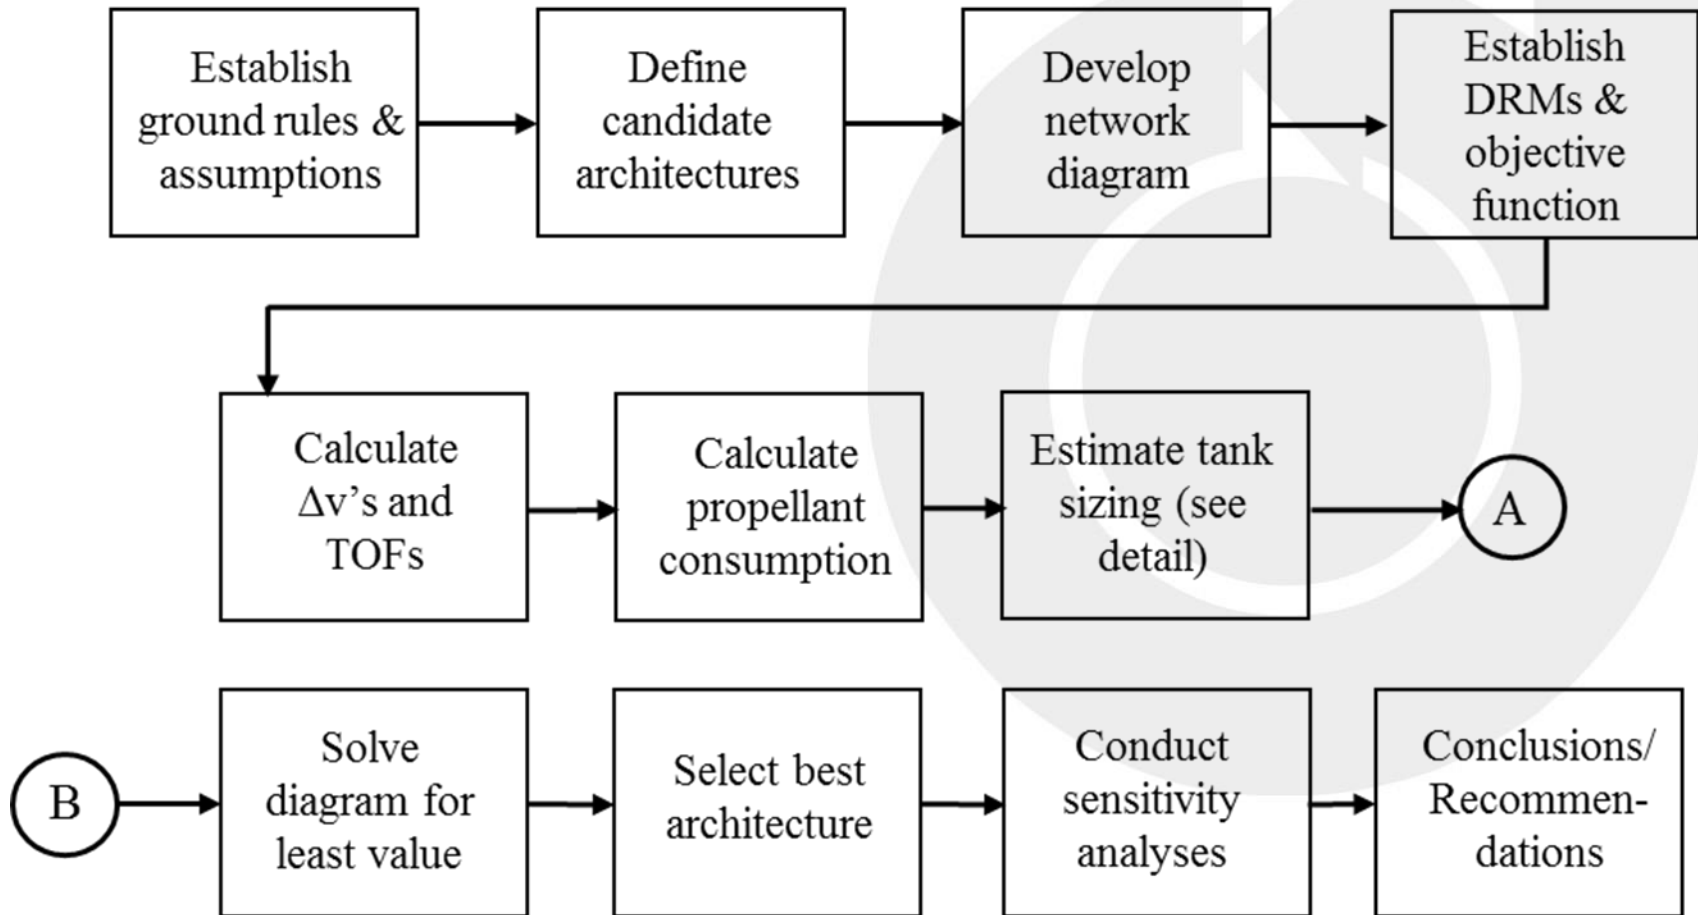 Establish
ground rules &
assumptions
Define
candidate
architectures
Develop
network
diagram
Establish
DRMs &
objective
function
Calculate
Δv’s and
TOFs
Calculate
propellant
consumption
Estimate tank
sizing (see
detail)
A
B
Solve
diagram for
least value
Select best
architecture
Conduct
sensitivity
analyses
Conclusions/
Recommen-
dations